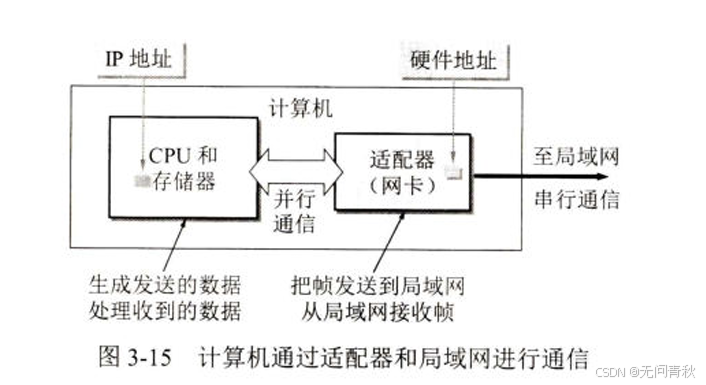 IP 地址
硬件地址
计算机
CPU 和
存储器
并行
通信
适配器
（网卡）
至局域网
串行通信
生成发送的数据
处理收到的数据
把帧发送到局域网
从局域网接收帧
图 3-15 计算机通过适配器和局域网进行通信
CSDN @无问青秋